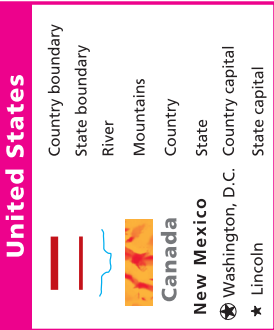 United States
Country boundary
State boundary
River
Mountains
Canada Country
New Mexico State
Washington, D.C. Country capital
Lincoln State capital